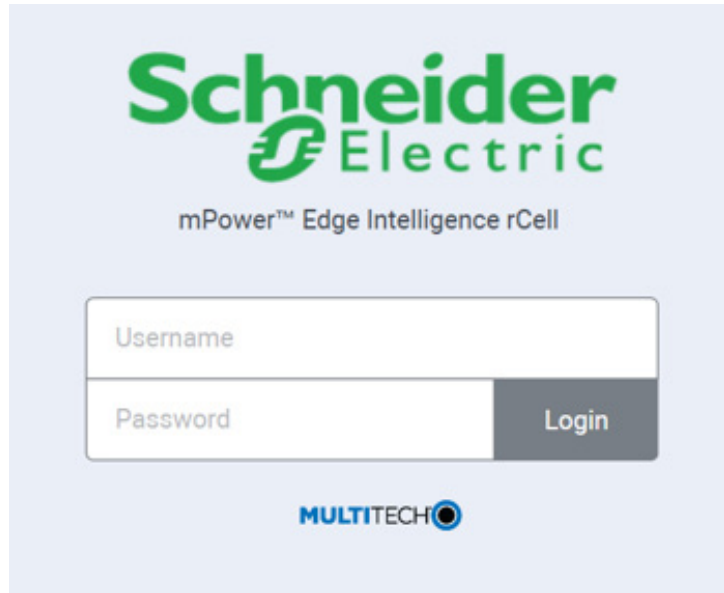 Schneider
Electric
mPower™ Edge Intelligence rCell
Username
Password
Login
MULTITECH